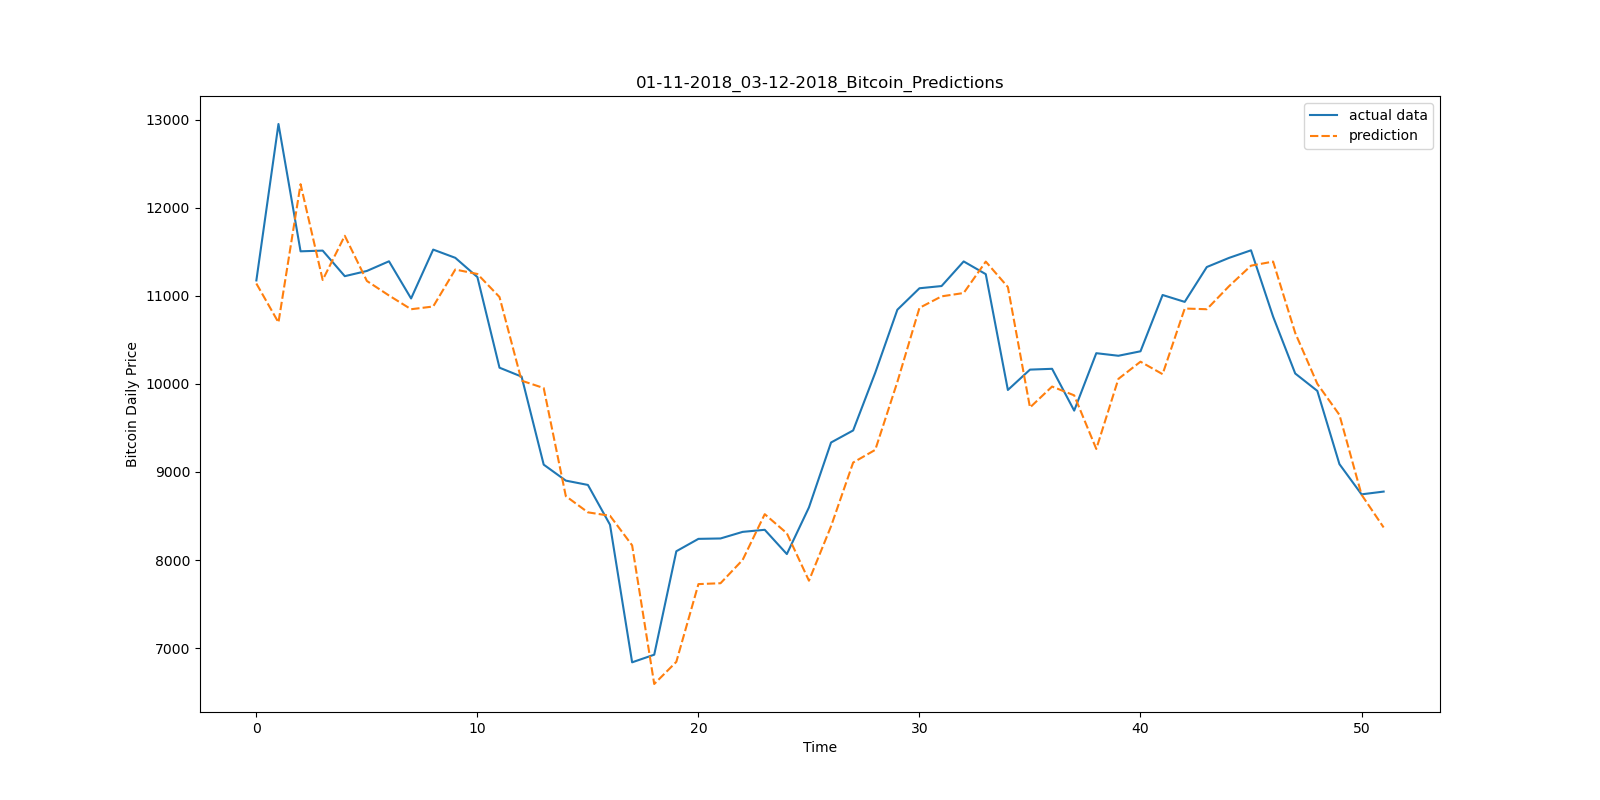 01-11-2018_03-12-2018_Bitcoin_Predictions
actual data
prediction
13000
12000
11000
10000
9000
8000
7000
Bitcoin Daily Price
0 10 20 30 40 50
Time